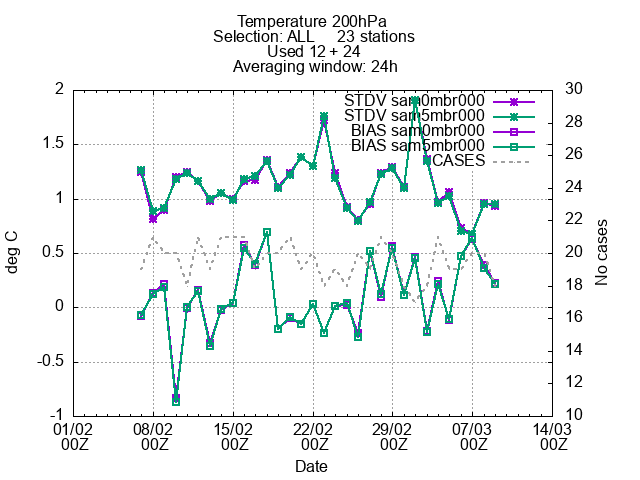 Temperature 200hPa
Selection: ALL 23 stations
Used 12 + 24
Averaging window: 24h
STDV sam0mbr000
STDV sam5mbr000
BIAS sam0mbr000
BIAS sam5mbr000
CASES
2
1.5
1
0.5
0
-0.5
-1
deg C
30
28
26
24
22
20
18
16
14
12
10
No cases
01/02 08/02 15/02 22/02 29/02 07/03 14/03
00Z 00Z 00Z 00Z 00Z 00Z 00Z
Date